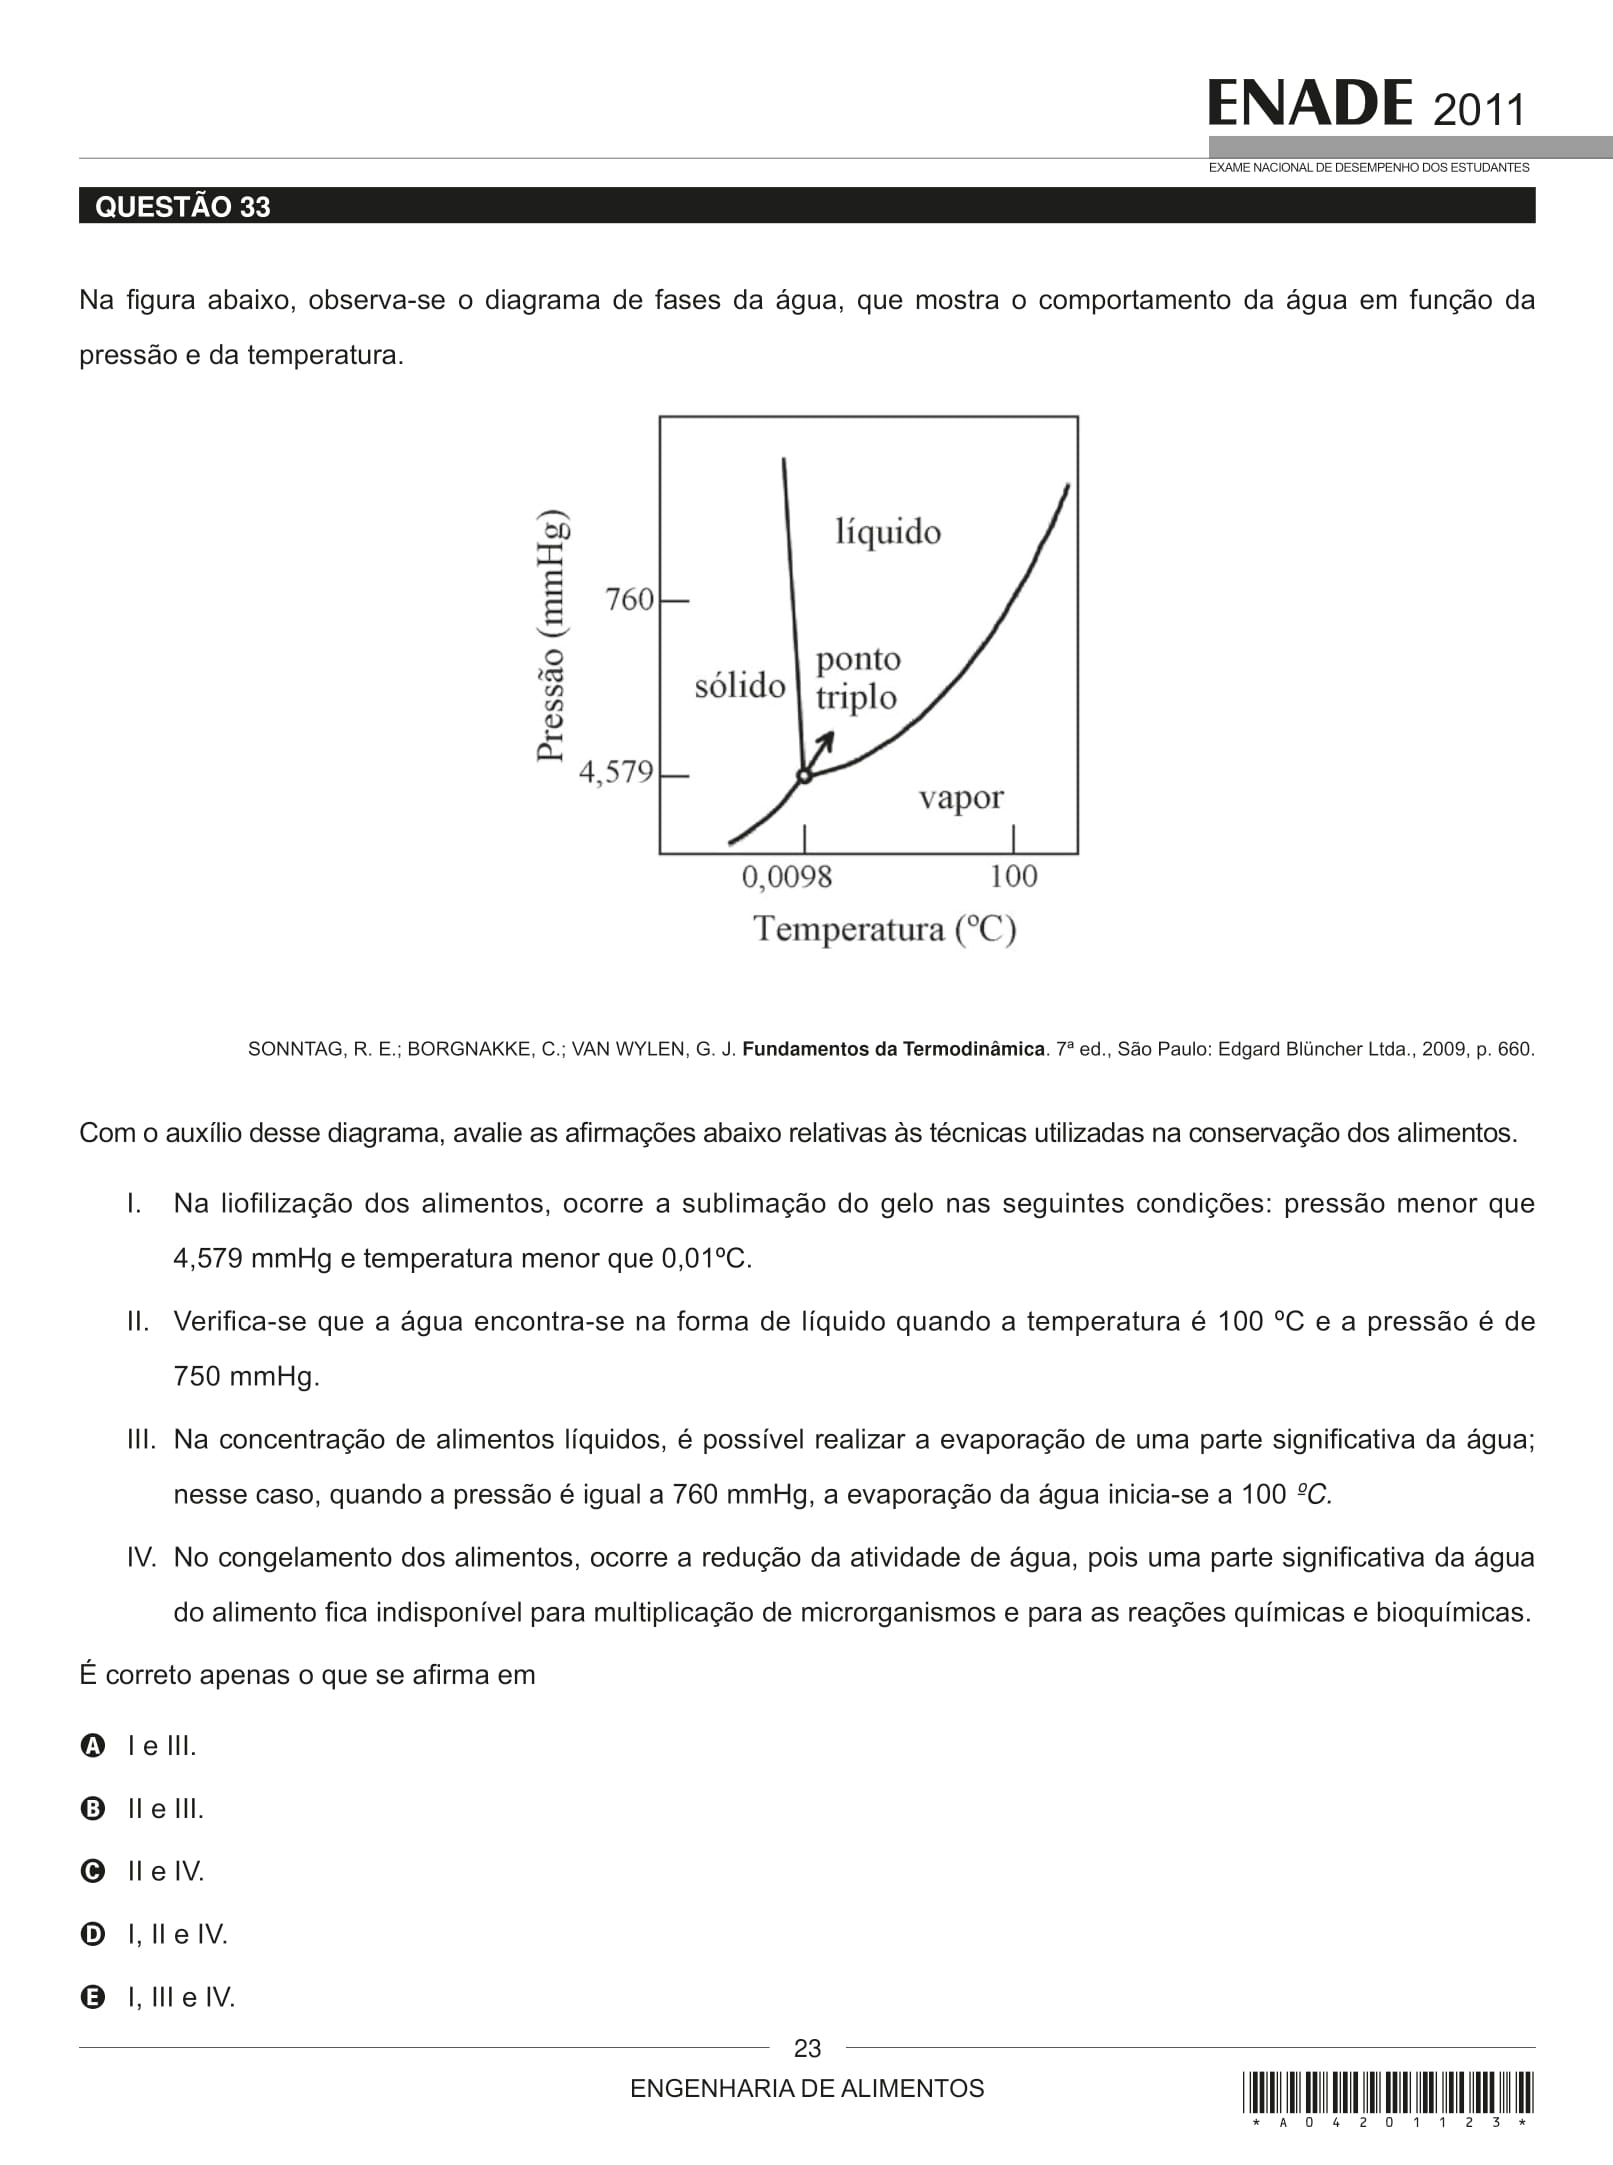 ENADE 2011
EXAME NACIONAL DE DESEMPENHO DOS ESTUDANTES
QUESTÃO 33
Na figura abaixo, observa-se o diagrama de fases da água, que mostra o comportamento da água em função da
pressão e da temperatura.
Pressão (mmHg)
líquido
760
ponto
sólido
triplo
4,579
vapor
0,0098
100
Temperatura (ºC)
SONNTAG, R. E.; BORGNAKKE, C.; VAN WYLEN, G. J. Fundamentos da Termodinâmica. 7ª ed., São Paulo: Edgard Blüncher Ltda., 2009, p. 660.
Com o auxílio desse diagrama, avalie as afirmações abaixo relativas às técnicas utilizadas na conservação dos alimentos.
I. Na liofilização dos alimentos, ocorre a sublimação do gelo nas seguintes condições: pressão menor que
4,579 mmHg e temperatura menor que 0,01ºC.
II. Verifica-se que a água encontra-se na forma de líquido quando a temperatura é 100 ºC e a pressão é de
750 mmHg.
III. Na concentração de alimentos líquidos, é possível realizar a evaporação de uma parte significativa da água;
nesse caso, quando a pressão é igual a 760 mmHg, a evaporação da água inicia-se a 100 ºC.
IV. No congelamento dos alimentos, ocorre a redução da atividade de água, pois uma parte significativa da água
do alimento fica indisponível para multiplicação de microrganismos e para as reações químicas e bioquímicas.
É correto apenas o que se afirma em
A I e III.
B II e III.
C II e IV.
D I, II e IV.
E I, III e IV.
23
ENGENHARIA DE ALIMENTOS
* A 0 4 2 0 1 1 2 3 *